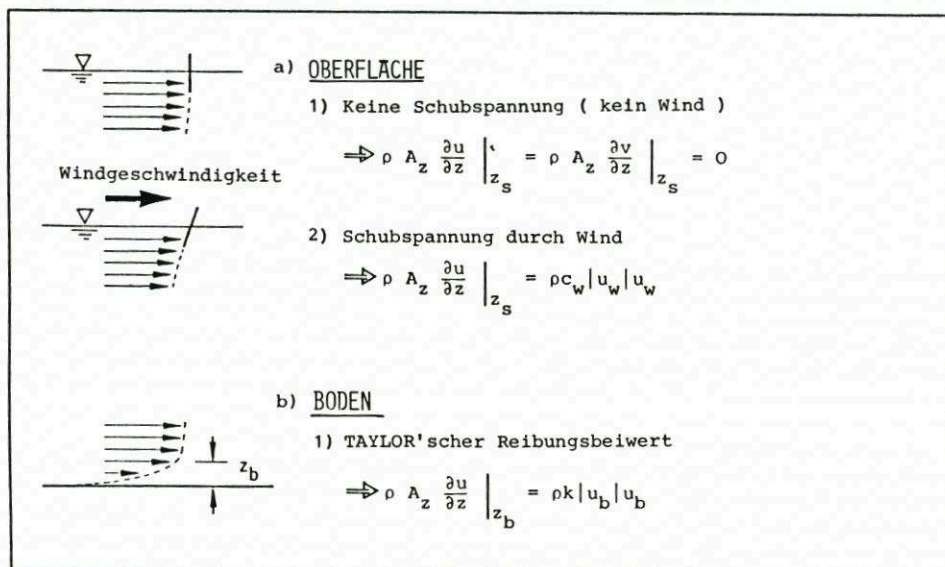 a) OBERFLÄCHE
1) Keine Schubspannung ( kein Wind )
⇒ ρ A_z ∂u/∂z |_{z_s} = ρ A_z ∂v/∂z |_{z_s} = O
Windgeschwindigkeit
2) Schubspannung durch Wind
⇒ ρ A_z ∂u/∂z |_{z_s} = ρc_w|u_w|u_w
b) BODEN
1) TAYLOR'scher Reibungsbeiwert
z_b
⇒ ρ A_z ∂u/∂z |_{z_b} = ρk|u_b|u_b